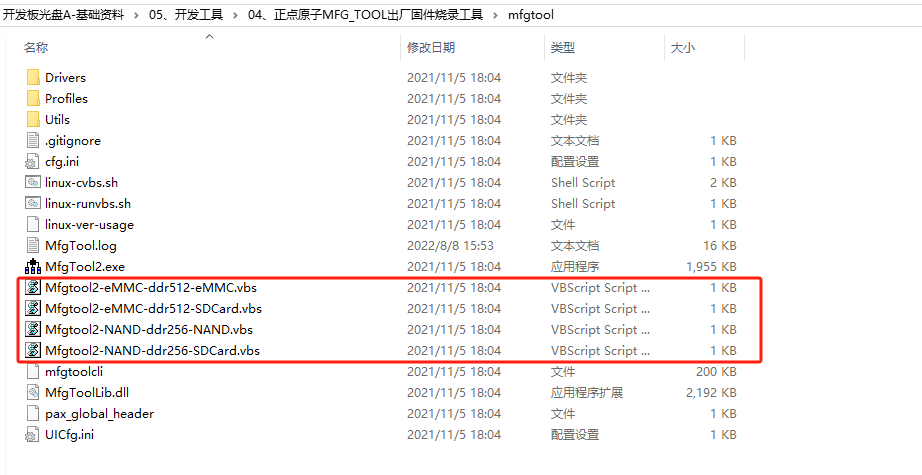 开发板光盘A-基础资料 > 05、开发工具 > 04、正点原子MFG_TOOL出厂固件烧录工具 > mfgtool
名称 修改日期 类型 大小
Drivers 2021/11/5 18:04 文件夹
Profiles 2021/11/5 18:04 文件夹
Utils 2021/11/5 18:04 文件夹
.gitignore 2021/11/5 18:04 文本文档 1 KB
cfg.ini 2021/11/5 18:04 配置设置 1 KB
linux-cvbs.sh 2021/11/5 18:04 Shell Script 2 KB
linux-runvbs.sh 2021/11/5 18:04 Shell Script 1 KB
linux-ver-usage 2021/11/5 18:04 文件 1 KB
MfgTool.log 2022/8/8 15:53 文本文档 16 KB
MfgTool2.exe 2021/11/5 18:04 应用程序 1,955 KB
Mfgtool2-eMMC-ddr512-eMMC.vbs 2021/11/5 18:04 VBScript Script ... 1 KB
Mfgtool2-eMMC-ddr512-SDCard.vbs 2021/11/5 18:04 VBScript Script ... 1 KB
Mfgtool2-NAND-ddr256-NAND.vbs 2021/11/5 18:04 VBScript Script ... 1 KB
Mfgtool2-NAND-ddr256-SDCard.vbs 2021/11/5 18:04 VBScript Script ... 1 KB
mfgtoolcli 2021/11/5 18:04 文件 200 KB
MfgToolLib.dll 2021/11/5 18:04 应用程序扩展 2,192 KB
pax_global_header 2021/11/5 18:04 文件 1 KB
UICfg.ini 2021/11/5 18:04 配置设置 1 KB